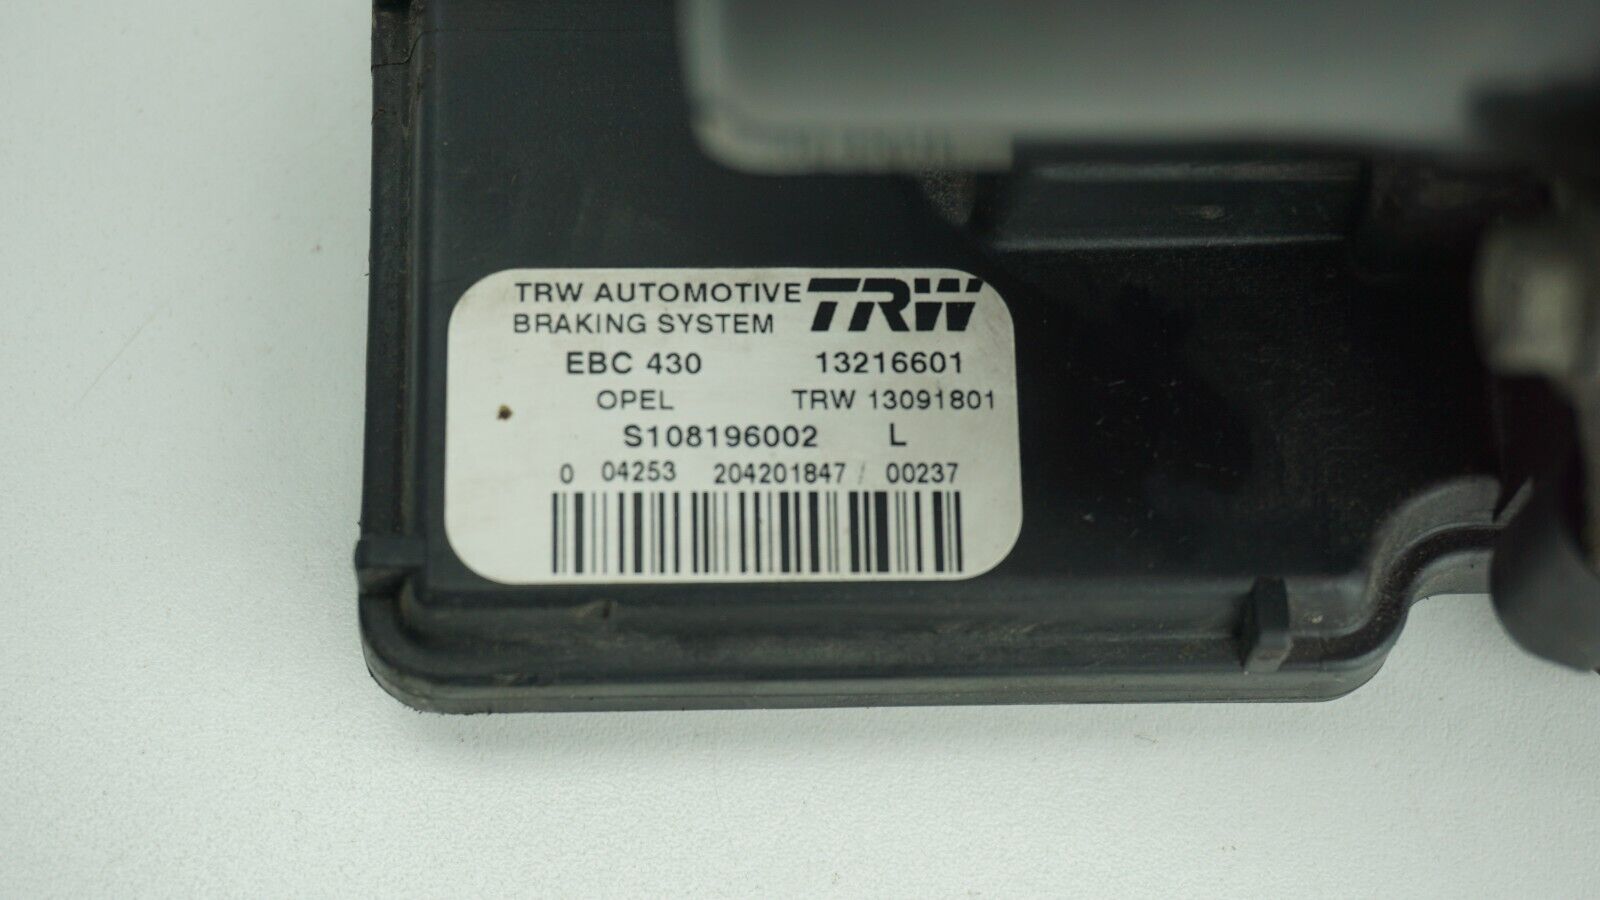 TRW AUTOMOTIVE TRW
BRAKING SYSTEM
EBC 430 13216601
OPEL TRW 13091801
S108196002 L
0 04253 204201847 00237